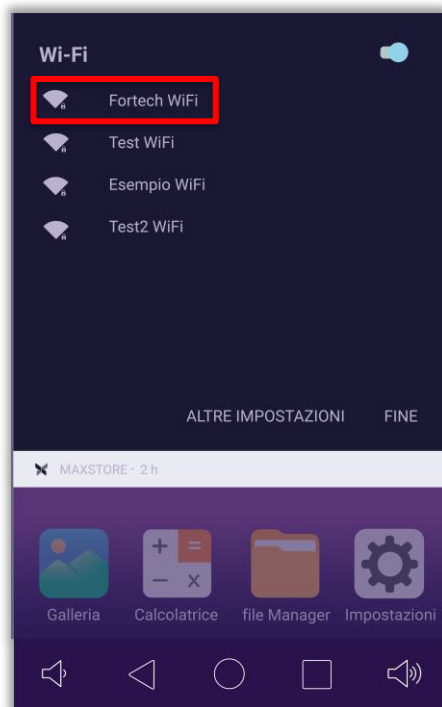 Wi-Fi
Fortech WiFi
Test WiFi
Esempio WiFi
Test2 WiFi
ALTRE IMPOSTAZIONI FINE
MAXSTORE · 2 h
Galleria Calcolatrice file Manager Impostazioni